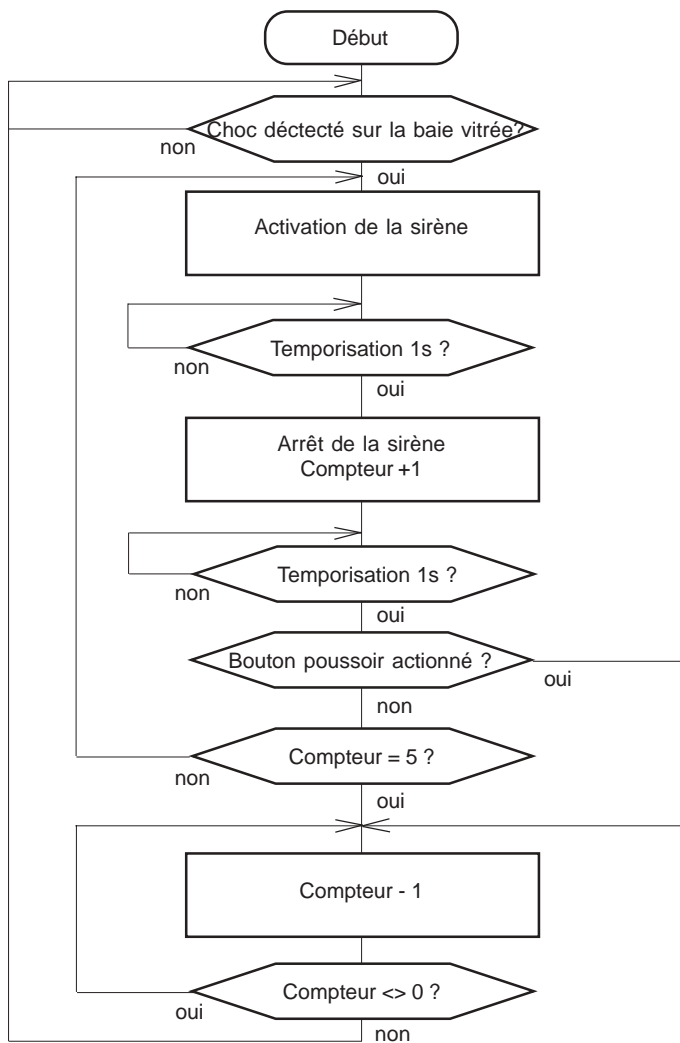 Début
Choc déctecté sur la baie vitrée?
non
oui
Activation de la sirène
Temporisation 1s ?
non
oui
Arrêt de la sirène
Compteur +1
Temporisation 1s ?
non
oui
Bouton poussoir actionné ?
oui
non
Compteur = 5 ?
non
oui
Compteur - 1
Compteur <> 0 ?
oui
non